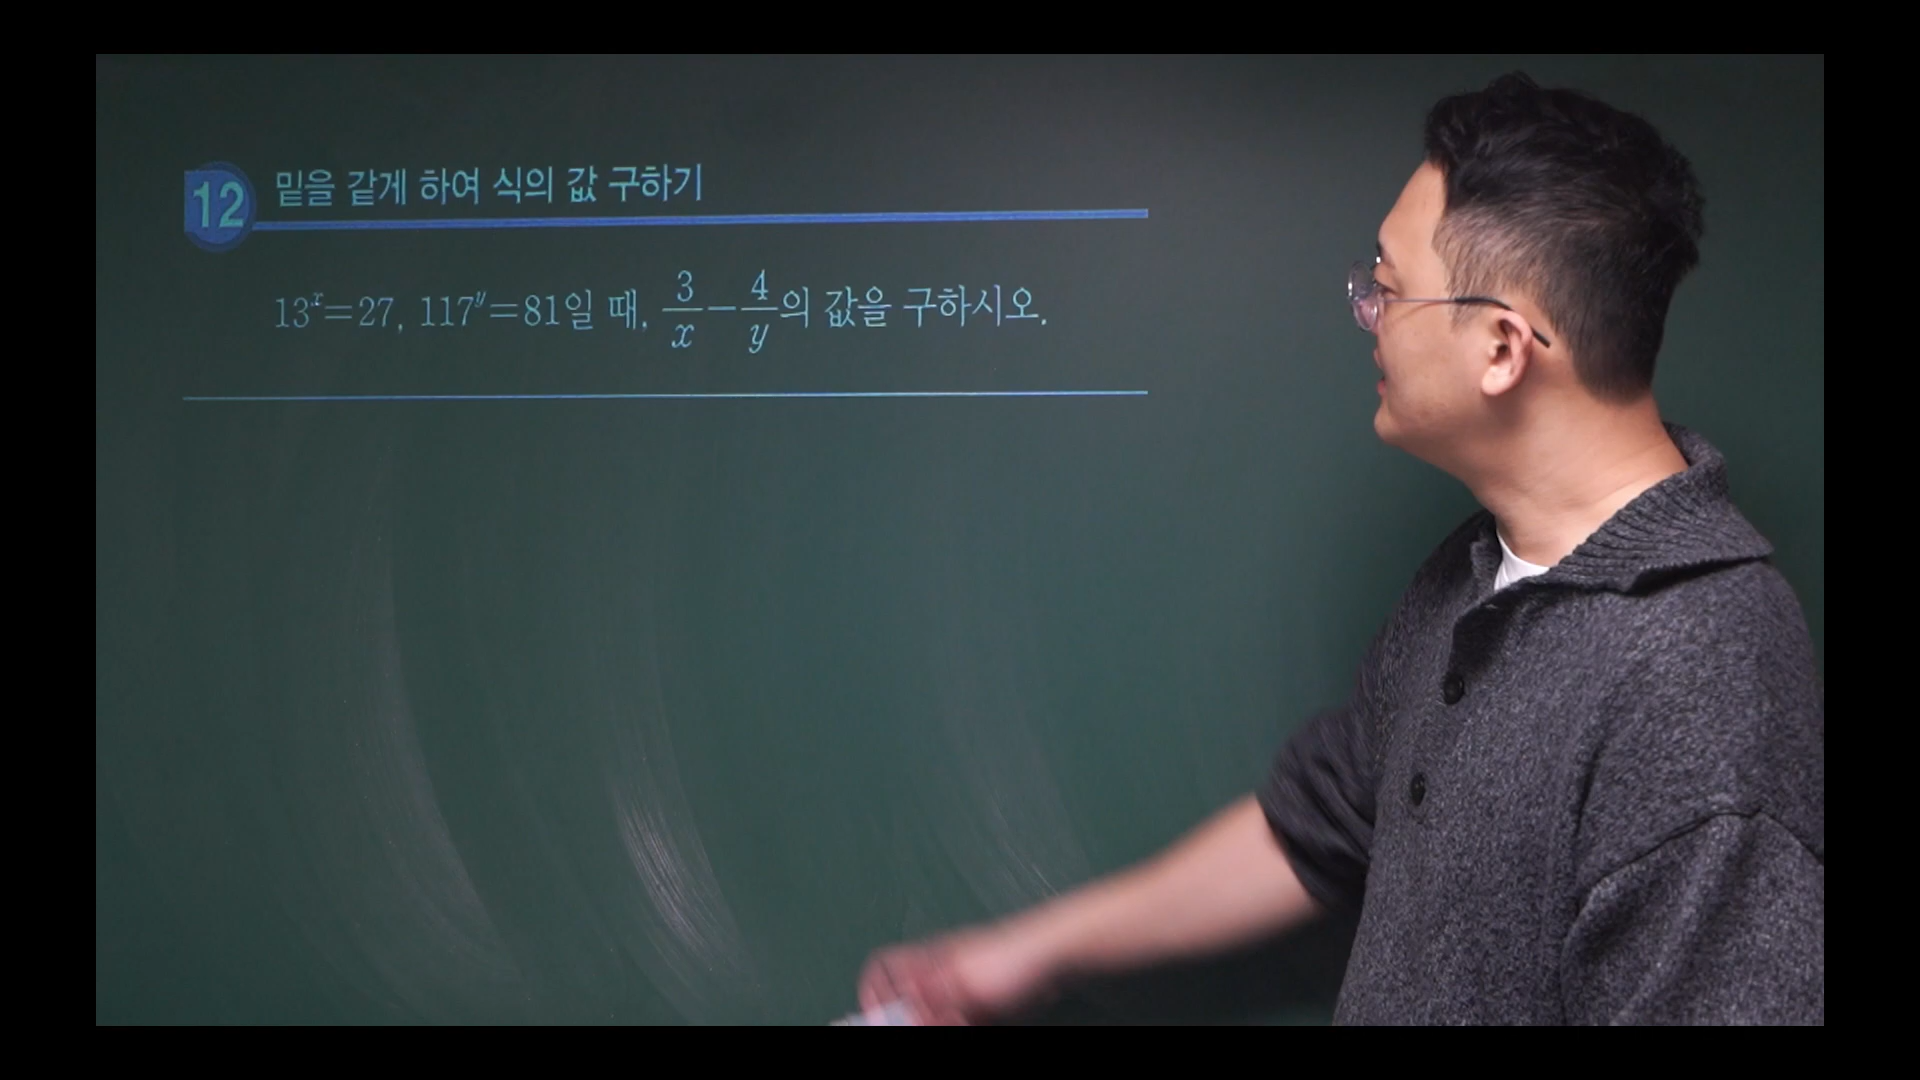 12 밑을 같게 하여 식의 값 구하기
13^x=27, 117^y=81일 때, 3/x-4/y의 값을 구하시오.